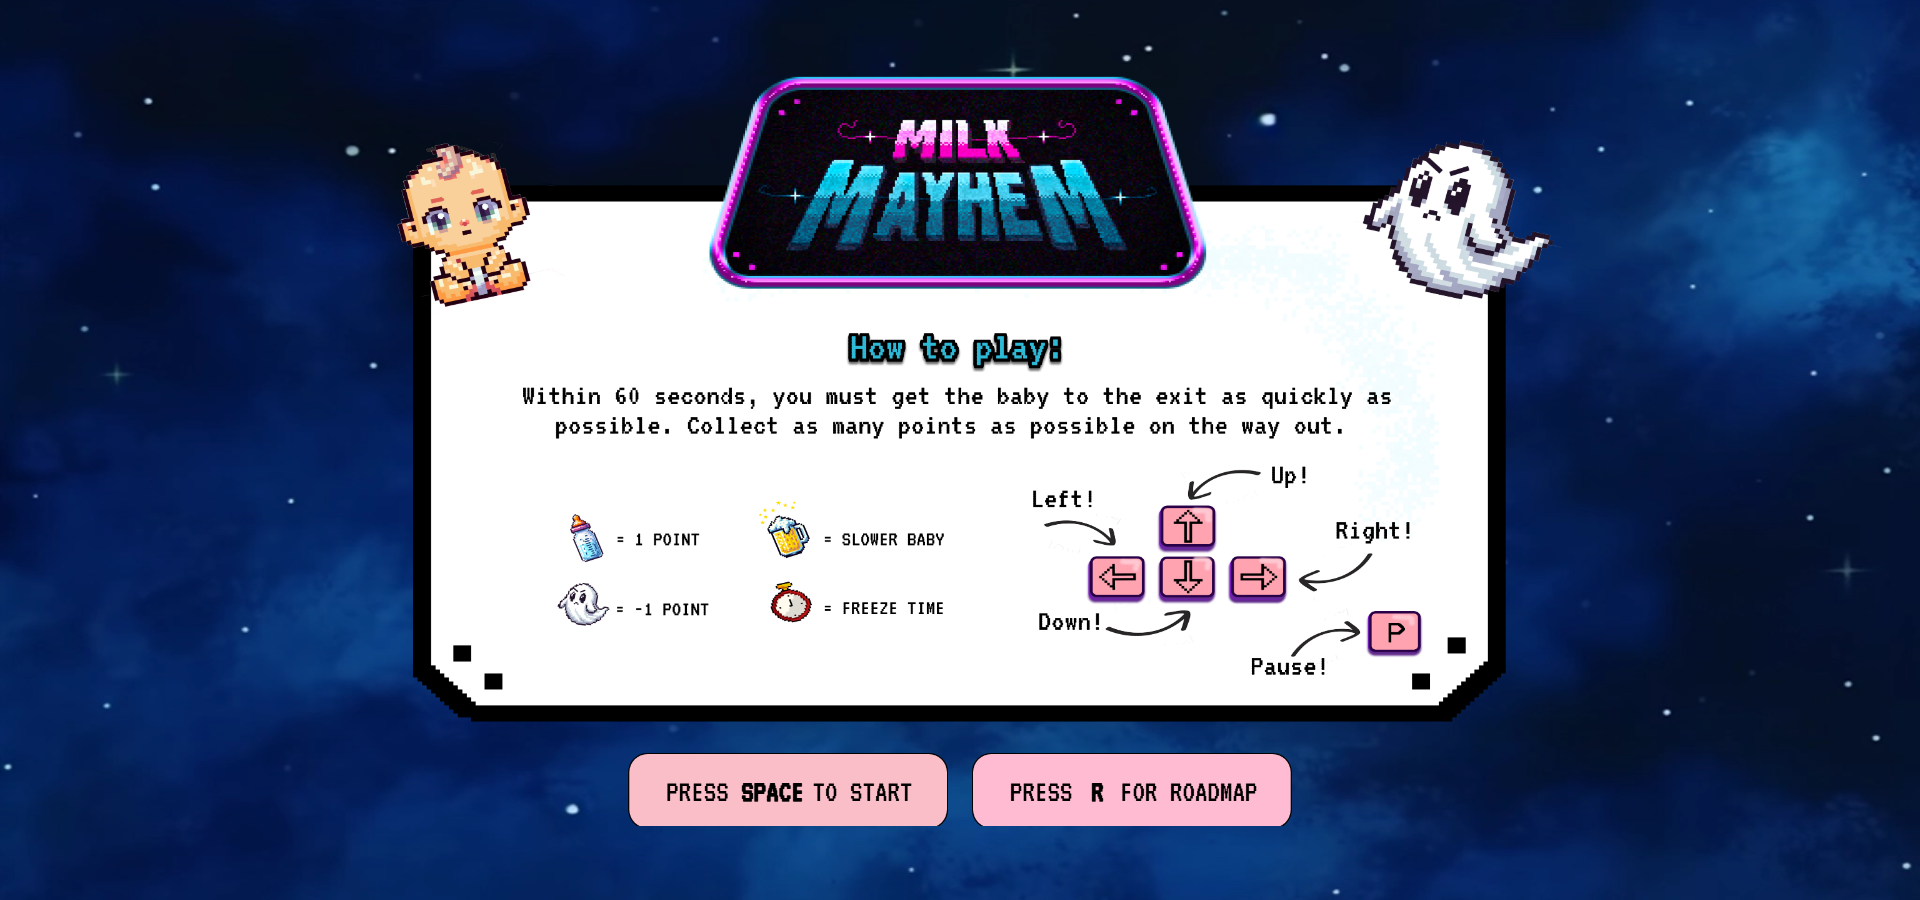 MILK
MAYHEM
How to play:
Within 60 seconds, you must get the baby to the exit as quickly as
possible. Collect as many points as possible on the way out.
Up!
Left!
Right!
= 1 POINT
= SLOWER BABY
= -1 POINT
= FREEZE TIME
Down!
P
Pause!
PRESS SPACE TO START
PRESS R FOR ROADMAP